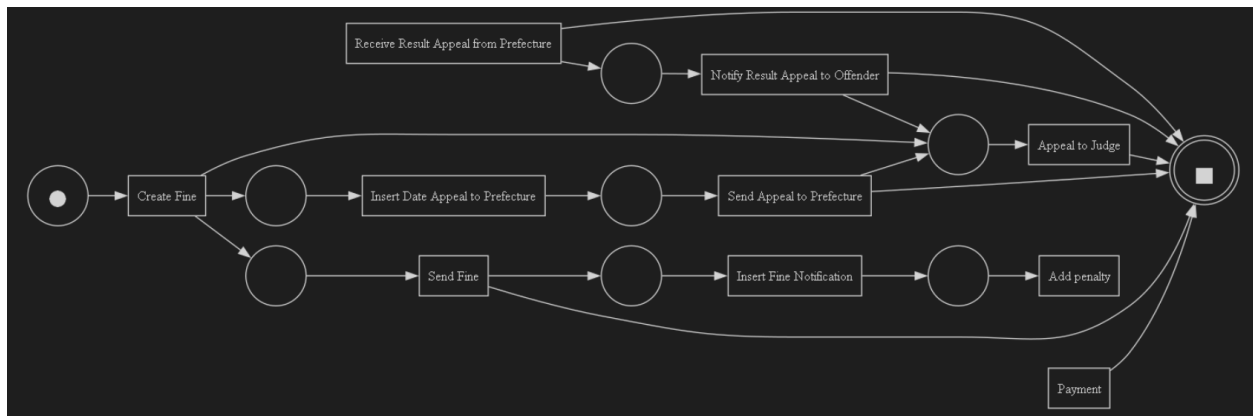 Receive Result Appeal from Prefecture
Notify Result Appeal to Offender
Appeal to Judge
Create Fine
Insert Date Appeal to Prefecture
Send Appeal to Prefecture
Send Fine
Insert Fine Notification
Add penalty
Payment